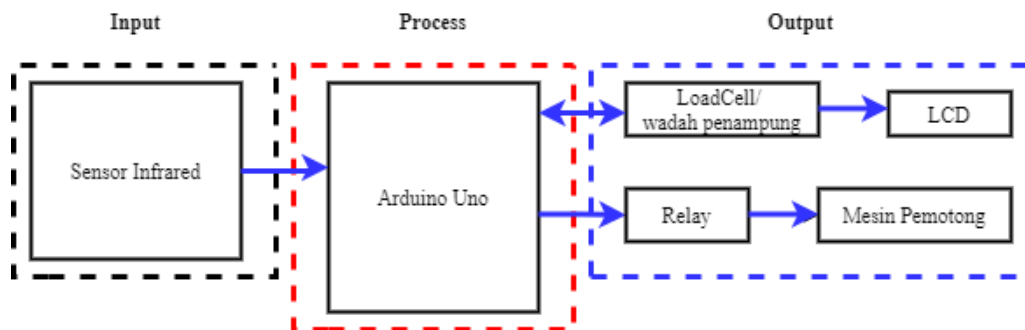 Input
Process
Output
Sensor Infrared
Arduino Uno
LoadCell/
wadah penampung
LCD
Relay
Mesin Pemotong